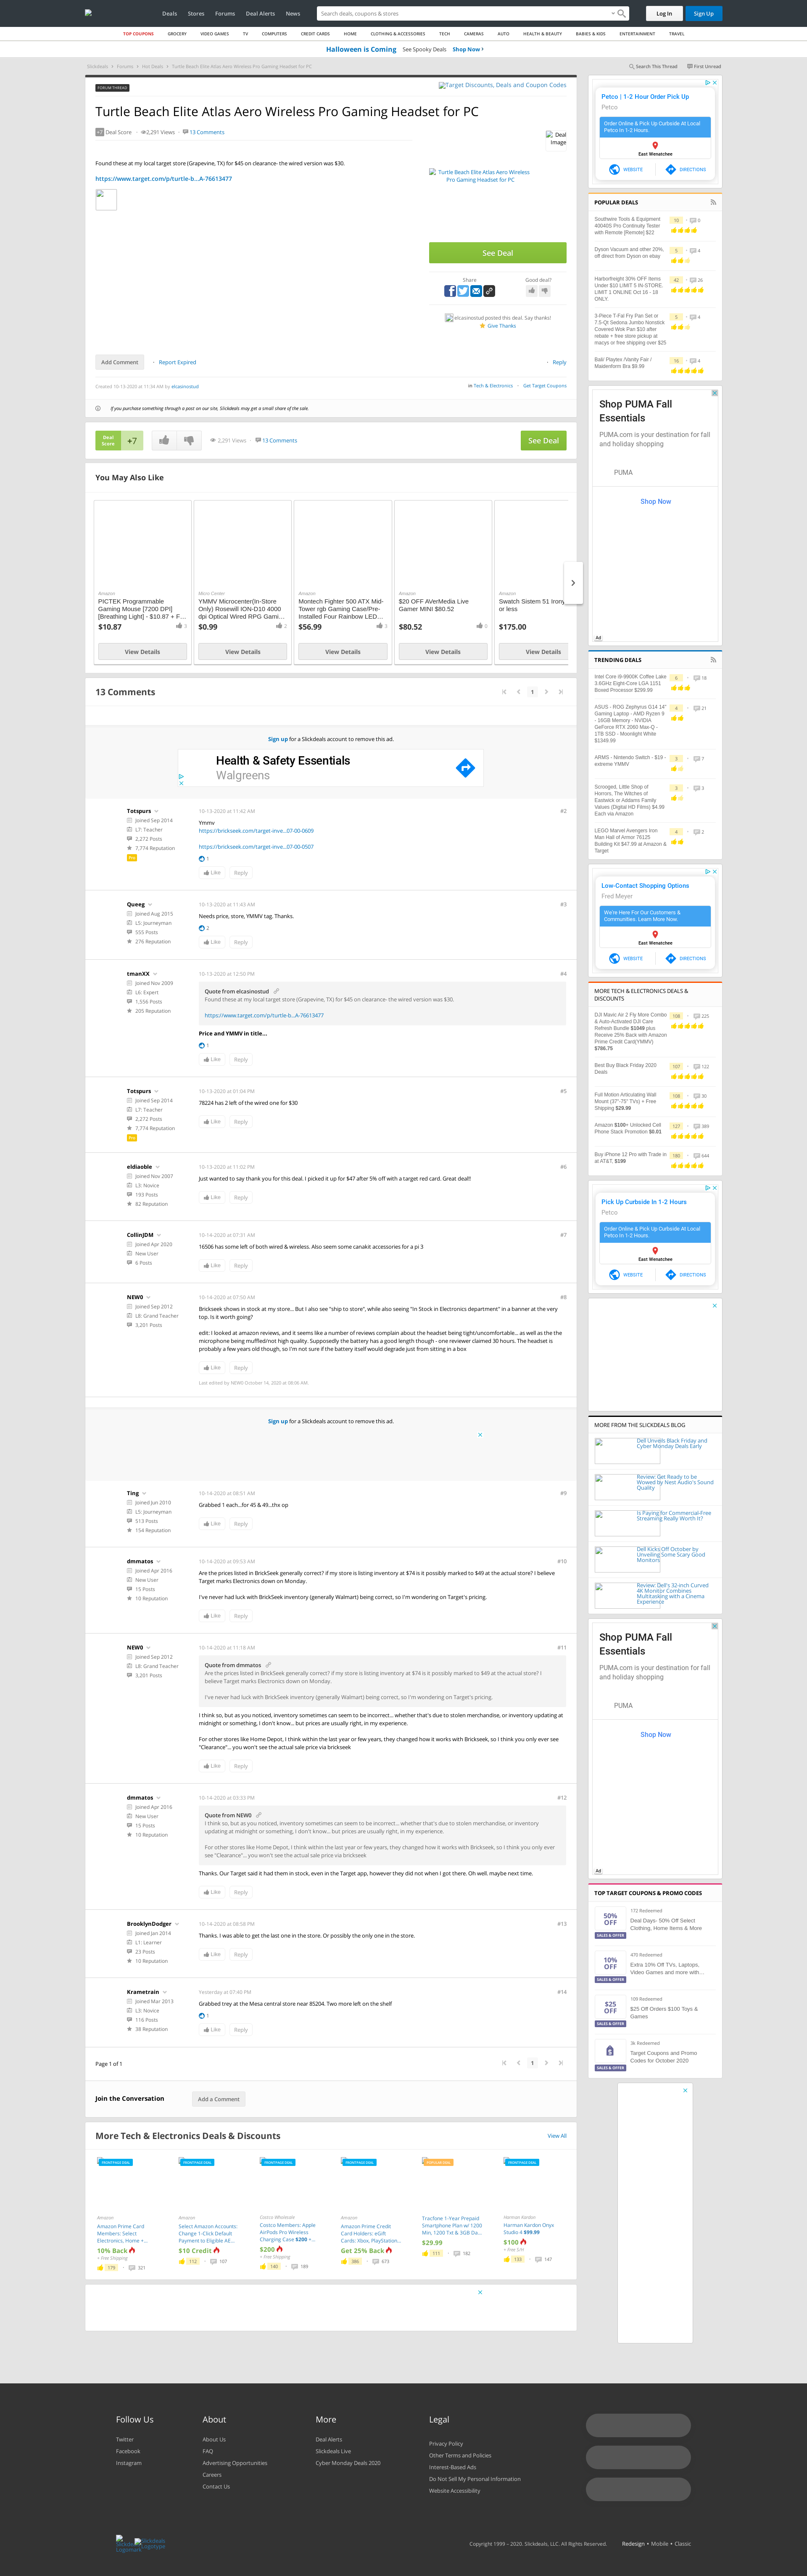 Deals Stores Forums Deal Alerts News
Search deals, coupons & stores
Log In Sign Up
TOP COUPONS GROCERY VIDEO GAMES TV COMPUTERS CREDIT CARDS HOME CLOTHING & ACCESSORIES TECH CAMERAS AUTO HEALTH & BEAUTY BABIES & KIDS ENTERTAINMENT TRAVEL
Halloween is Coming See Spooky Deals Shop Now
Slickdeals Forums Hot Deals Turtle Beach Elite Atlas Aero Wireless Pro Gaming Headset for PC
Search This Thread First Unread
FORUM THREAD
Target Discounts, Deals and Coupon Codes
Turtle Beach Elite Atlas Aero Wireless Pro Gaming Headset for PC
+7 Deal Score 2,291 Views 13 Comments
Deal Image
Found these at my local target store (Grapevine, TX) for $45 on clearance- the wired version was $30.
https://www.target.com/p/turtle-b...A-76613477
Turtle Beach Elite Atlas Aero Wireless Pro Gaming Headset for PC
See Deal
Share
Good deal?
elcasinostud posted this deal. Say thanks!
Give Thanks
Add Comment Report Expired Reply
Created 10-13-2020 at 11:34 AM by elcasinostud
in Tech & Electronics Get Target Coupons
If you purchase something through a post on our site, Slickdeals may get a small share of the sale.
Deal Score +7 2,291 Views 13 Comments See Deal
You May Also Like
Amazon
PICTEK Programmable Gaming Mouse [7200 DPI] [Breathing Light] - $10.87 + F...
$10.87 3
View Details
Micro Center
YMMV Microcenter(In-Store Only) Rosewill ION-D10 4000 dpi Optical Wired RPG Gami...
$0.99 2
View Details
Amazon
Montech Fighter 500 ATX Mid-Tower rgb Gaming Case/Pre-Installed Four Rainbow LED...
$56.99 3
View Details
Amazon
$20 OFF AVerMedia Live Gamer MINI $80.52
$80.52 0
View Details
Amazon
Swatch Sistem 51 Irony
or less
$175.00
View Details
13 Comments
1
Sign up for a Slickdeals account to remove this ad.
Health & Safety Essentials
Walgreens
Totspurs
Joined Sep 2014
L7: Teacher
2,272 Posts
7,774 Reputation
Pro
10-13-2020 at 11:42 AM #2
Ymmv
https://brickseek.com/target-inve...07-00-0609
https://brickseek.com/target-inve...07-00-0507
1
Like Reply
Queeg
Joined Aug 2015
L5: Journeyman
555 Posts
276 Reputation
10-13-2020 at 11:43 AM #3
Needs price, store, YMMV tag, Thanks.
2
Like Reply
tmanXX
Joined Nov 2009
L6: Expert
1,556 Posts
205 Reputation
10-13-2020 at 12:50 PM #4
Quote from elcasinostud
Found these at my local target store (Grapevine, TX) for $45 on clearance- the wired version was $30.
https://www.target.com/p/turtle-b...A-76613477
Price and YMMV in title...
1
Like Reply
Totspurs
Joined Sep 2014
L7: Teacher
2,272 Posts
7,774 Reputation
Pro
10-13-2020 at 01:04 PM #5
78224 has 2 left of the wired one for $30
Like Reply
eldiaoble
Joined Nov 2007
L3: Novice
193 Posts
82 Reputation
10-13-2020 at 11:02 PM #6
Just wanted to say thank you for this deal. I picked it up for $47 after 5% off with a target red card. Great deal!!
Like Reply
CollinJDM
Joined Apr 2020
New User
6 Posts
10-14-2020 at 07:31 AM #7
16506 has some left of both wired & wireless. Also seem some canakit accessories for a pi 3
Like Reply
NEW0
Joined Sep 2012
L8: Grand Teacher
3,201 Posts
10-14-2020 at 07:50 AM #8
Brickseek shows in stock at my store... But I also see "ship to store", while also seeing "In Stock in Electronics department" in a banner at the very top. Is it worth going?
edit: I looked at amazon reviews, and it seems like a number of reviews complain about the headset being tight/uncomfortable... as well as the microphone being muffled/not high quality. Supposedly the battery has a good length though - one reviewer claimed 30 hours. The headset is probably a few years old though, so I'm not sure if the battery itself would degrade just from sitting in a box
Like Reply
Last edited by NEW0 October 14, 2020 at 08:06 AM.
Sign up for a Slickdeals account to remove this ad.
Ting
Joined Jun 2010
L5: Journeyman
513 Posts
154 Reputation
10-14-2020 at 08:51 AM #9
Grabbed 1 each...for 45 & 49...thx op
Like Reply
dmmatos
Joined Apr 2016
New User
15 Posts
10 Reputation
10-14-2020 at 09:53 AM #10
Are the prices listed in BrickSeek generally correct? if my store is listing inventory at $74 is it possibly marked to $49 at the actual store? I believe Target marks Electronics down on Monday.
I've never had luck with BrickSeek inventory (generally Walmart) being correct, so I'm wondering on Target's pricing.
Like Reply
NEW0
Joined Sep 2012
L8: Grand Teacher
3,201 Posts
10-14-2020 at 11:18 AM #11
Quote from dmmatos
Are the prices listed in BrickSeek generally correct? if my store is listing inventory at $74 is it possibly marked to $49 at the actual store? I believe Target marks Electronics down on Monday.
I've never had luck with BrickSeek inventory (generally Walmart) being correct, so I'm wondering on Target's pricing.
I think so, but as you noticed, inventory sometimes can seem to be incorrect... whether that's due to stolen merchandise, or inventory updating at midnight or something, I don't know... but prices are usually right, in my experience.
For other stores like Home Depot, I think within the last year or few years, they changed how it works with Brickseek, so I think you only ever see "Clearance"... you won't see the actual sale price via brickseek
Like Reply
dmmatos
Joined Apr 2016
New User
15 Posts
10 Reputation
10-14-2020 at 03:33 PM #12
Quote from NEW0
I think so, but as you noticed, inventory sometimes can seem to be incorrect... whether that's due to stolen merchandise, or inventory updating at midnight or something, I don't know... but prices are usually right, in my experience.
For other stores like Home Depot, I think within the last year or few years, they changed how it works with Brickseek, so I think you only ever see "Clearance"... you won't see the actual sale price via brickseek
Thanks, Our Target said it had them in stock, even in the Target app, however they did not when I got there. Oh well. maybe next time.
Like Reply
BrooklynDodger
Joined Jan 2014
L1: Learner
23 Posts
10 Reputation
10-14-2020 at 08:58 PM #13
Thanks. I was able to get the last one in the store. Or possibly the only one in the store.
Like Reply
Krametrain
Joined Mar 2013
L3: Novice
116 Posts
38 Reputation
Yesterday at 07:40 PM #14
Grabbed trey at the Mesa central store near 85204. Two more left on the shelf
1
Like Reply
Page 1 of 1
1
Join the Conversation Add a Comment
More Tech & Electronics Deals & Discounts View All
FRONTPAGE DEAL
Amazon
Amazon Prime Card Members: Select Electronics, Home +...
10% Back
+ Free Shipping
179 321
FRONTPAGE DEAL
Amazon
Select Amazon Accounts: Change 1-Click Default Payment to Eligible AE...
$10 Credit
112 107
FRONTPAGE DEAL
Costco Wholesale
Costco Members: Apple AirPods Pro Wireless Charging Case $200 +...
$200
+ Free Shipping
140 189
FRONTPAGE DEAL
Amazon
Amazon Prime Credit Card Holders: eGift Cards: Xbox, PlayStation...
Get 25% Back
386 673
POPULAR DEAL
Tracfone 1-Year Prepaid Smartphone Plan w/ 1200 Min, 1200 Txt & 3GB Da...
$29.99
111 182
FRONTPAGE DEAL
Harman Kardon
Harman Kardon Onyx Studio 4 $99.99
$100
+ Free S/H
133 147
Petco | 1-2 Hour Order Pick Up
Petco
Order Online & Pick Up Curbside At Local Petco In 1-2 Hours.
East Wenatchee
WEBSITE DIRECTIONS
POPULAR DEALS
Southwire Tools & Equipment 40040S Pro Continuity Tester with Remote [Remote] $22
10 0
Dyson Vacuum and other 20%, off direct from Dyson on ebay
5 4
Harborfreight 30% OFF Items Under $10 LIMIT 5 IN-STORE. LIMIT 1 ONLINE Oct 16 - 18 ONLY.
42 26
3-Piece T-Fal Fry Pan Set or 7.5-Qt Sedona Jumbo Nonstick Covered Wok Pan $10 after rebate + free store pickup at macys or free shipping over $25
5 4
Bali/ Playtex /Vanity Fair / Maidenform Bra $9.99
16 4
Shop PUMA Fall Essentials
PUMA.com is your destination for fall and holiday shopping
PUMA
Shop Now
Ad
TRENDING DEALS
Intel Core i9-9900K Coffee Lake 3.6GHz Eight-Core LGA 1151 Boxed Processor $299.99
6 18
ASUS - ROG Zephyrus G14 14" Gaming Laptop - AMD Ryzen 9 - 16GB Memory - NVIDIA GeForce RTX 2060 Max-Q - 1TB SSD - Moonlight White $1349.99
4 21
ARMS - Nintendo Switch - $19 - extreme YMMV
3 7
Scrooged, Little Shop of Horrors, The Witches of Eastwick or Addams Family Values (Digital HD Films) $4.99 Each via Amazon
3 3
LEGO Marvel Avengers Iron Man Hall of Armor 76125 Building Kit $47.99 at Amazon & Target
4 2
Low-Contact Shopping Options
Fred Meyer
We're Here For Our Customers & Communities. Learn More Now.
East Wenatchee
WEBSITE DIRECTIONS
MORE TECH & ELECTRONICS DEALS & DISCOUNTS
DJI Mavic Air 2 Fly More Combo & Auto-Activated DJI Care Refresh Bundle $1049 plus Receive 25% Back with Amazon Prime Credit Card(YMMV) $786.75
108 225
Best Buy Black Friday 2020 Deals
107 122
Full Motion Articulating Wall Mount (37"-75" TVs) + Free Shipping $29.99
108 30
Amazon $100+ Unlocked Cell Phone Stack Promotion $0.01
127 389
Buy iPhone 12 Pro with Trade in at AT&T; $199
180 644
Pick Up Curbside In 1-2 Hours
Petco
Order Online & Pick Up Curbside At Local Petco In 1-2 Hours.
East Wenatchee
WEBSITE DIRECTIONS
MORE FROM THE SLICKDEALS BLOG
Dell Unveils Black Friday and Cyber Monday Deals Early
Review: Get Ready to be Wowed by Nest Audio's Sound Quality
Is Paying for Commercial-Free Streaming Really Worth It?
Dell Kicks Off October by Unveiling Some Scary Good Monitors
Review: Dell's 32-inch Curved 4K Monitor Combines Multitasking with a Cinema Experience
Shop PUMA Fall Essentials
PUMA.com is your destination for fall and holiday shopping
PUMA
Shop Now
Ad
TOP TARGET COUPONS & PROMO CODES
50% OFF
SALES & OFFER
172 Redeemed
Deal Days- 50% Off Select Clothing, Home Items & More
10% OFF
SALES & OFFER
470 Redeemed
Extra 10% Off TVs, Laptops, Video Games and more with...
$25 OFF
SALES & OFFER
109 Redeemed
$25 Off Orders $100 Toys & Games
SALES & OFFER
3k Redeemed
Target Coupons and Promo Codes for October 2020
Follow Us
Twitter
Facebook
Instagram
About
About Us
FAQ
Advertising Opportunities
Careers
Contact Us
More
Deal Alerts
Slickdeals Live
Cyber Monday Deals 2020
Legal
Privacy Policy
Other Terms and Policies
Interest-Based Ads
Do Not Sell My Personal Information
Website Accessibility
Slickdeals Logomark
Slickdeals Logotype
Copyright 1999 – 2020. Slickdeals, LLC. All Rights Reserved. Redesign • Mobile • Classic